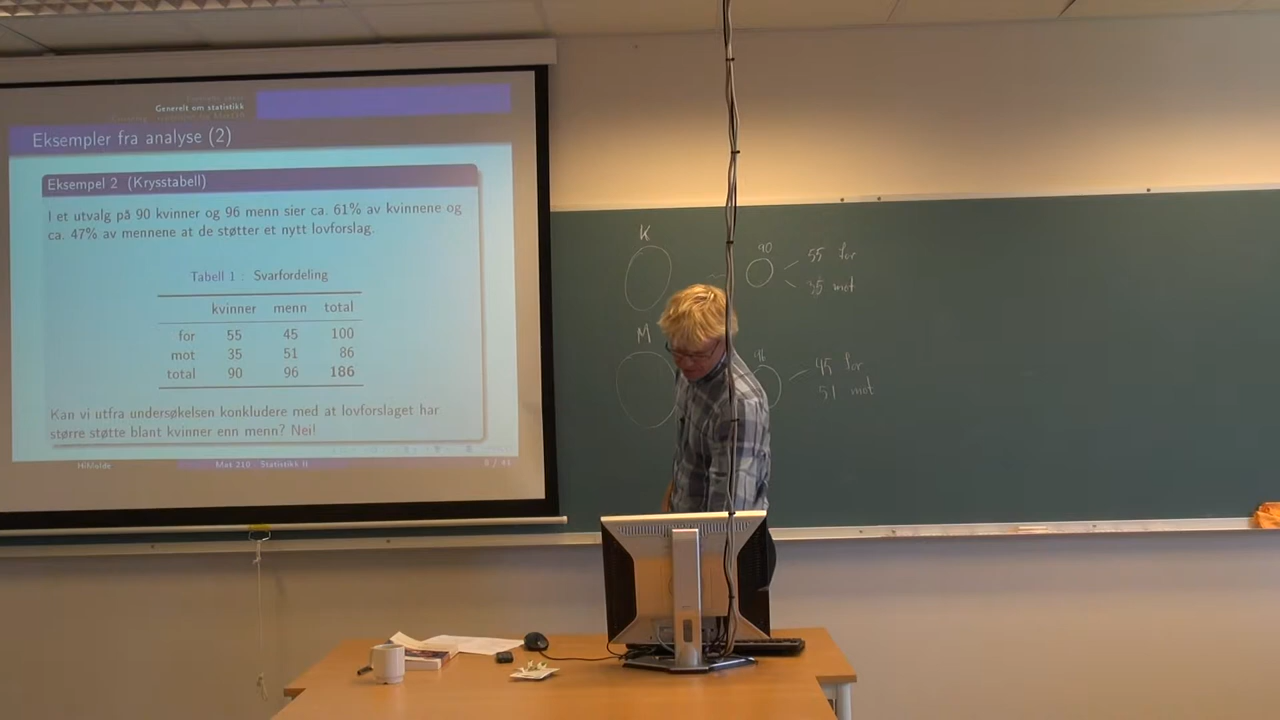 Generelt om statistikk
Eksempler fra analyse (2)
Eksempel 2 (Krysstabell)
I et utvalg på 90 kvinner og 96 menn sier ca. 61% av kvinnene og
ca. 47% av mennene at de støtter et nytt lovforslag.
Tabell 1 : Svarfordeling
kvinner menn total
for 55 45 100
mot 35 51 86
total 90 96 186
Kan vi utfra undersøkelsen konkludere med at lovforslaget har
større støtte blant kvinner enn menn? Nei!
HiMolde Mat 310 - Statistikk II
K
90
55 for
35 mot
M
96
45 for
51 mot